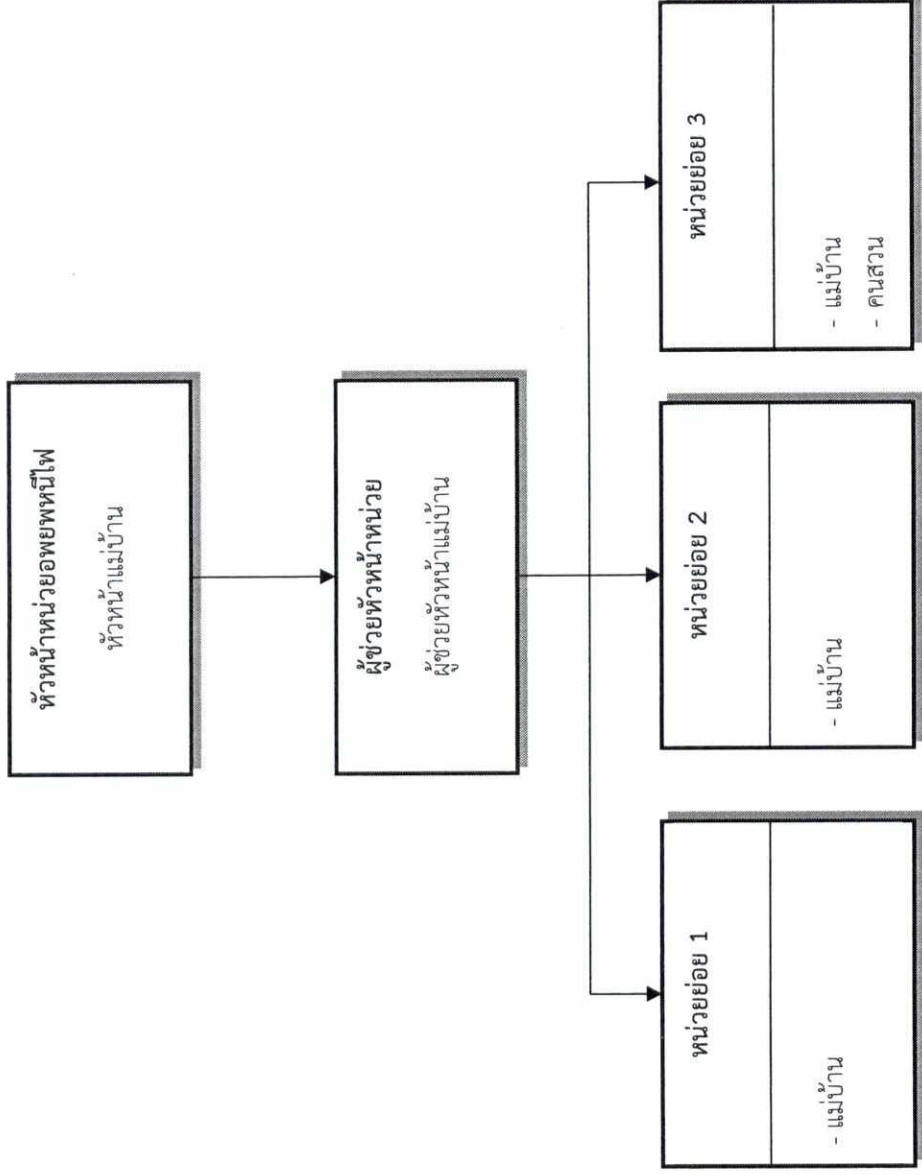 หัวหน้าหน่วยอพยพหนีไฟ
หัวหน้าแม่บ้าน
ผู้ช่วยหัวหน้าหน่วย
ผู้ช่วยหัวหน้าแม่บ้าน
หน่วยย่อย 1
- แม่บ้าน
หน่วยย่อย 2
- แม่บ้าน
หน่วยย่อย 3
- แม่บ้าน
- คนสวน